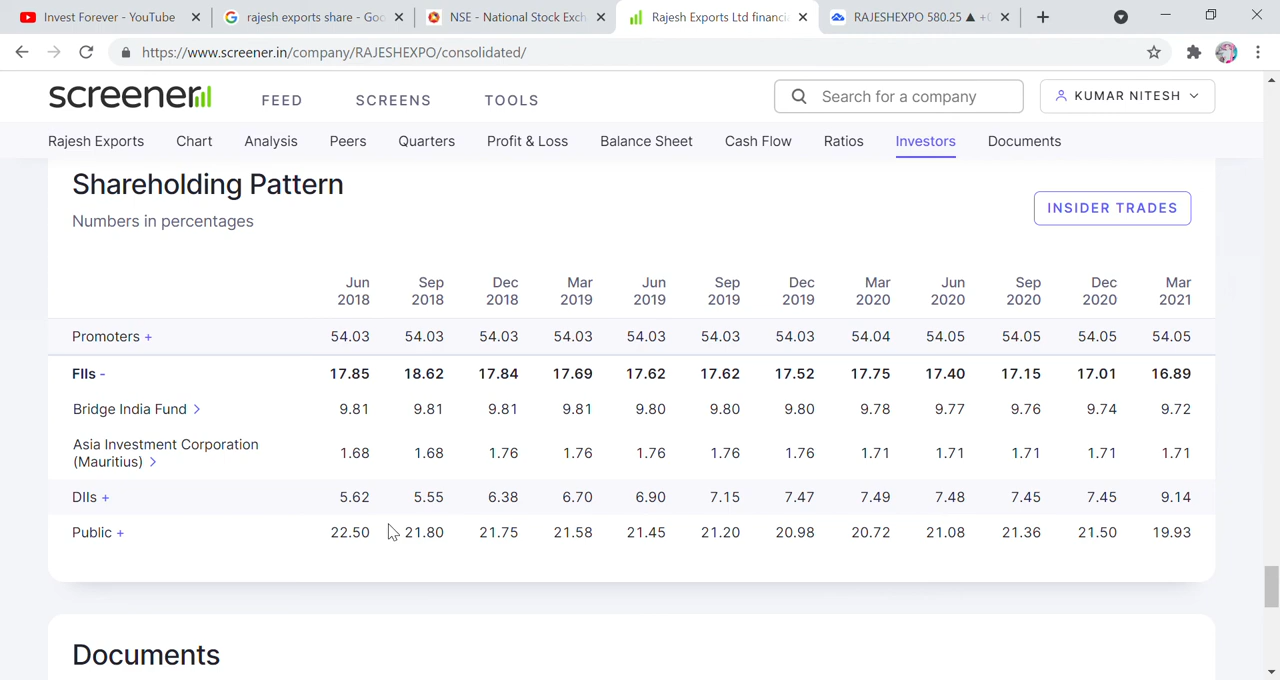 Invest Forever - YouTube
rajesh exports share - Goo
NSE - National Stock Exch
Rajesh Exports Ltd financi
RAJESHEXPO 580.25 ▲ +
https://www.screener.in/company/RAJESHEXPO/consolidated/
screener
FEED
SCREENS
TOOLS
Search for a company
KUMAR NITESH
Rajesh Exports
Chart
Analysis
Peers
Quarters
Profit & Loss
Balance Sheet
Cash Flow
Ratios
Investors
Documents
Shareholding Pattern
Numbers in percentages
INSIDER TRADES
Jun 2018 Sep 2018 Dec 2018 Mar 2019 Jun 2019 Sep 2019 Dec 2019 Mar 2020 Jun 2020 Sep 2020 Dec 2020 Mar 2021
Promoters + 54.03 54.03 54.03 54.03 54.03 54.03 54.03 54.04 54.05 54.05 54.05 54.05
FIIs - 17.85 18.62 17.84 17.69 17.62 17.62 17.52 17.75 17.40 17.15 17.01 16.89
Bridge India Fund > 9.81 9.81 9.81 9.81 9.80 9.80 9.80 9.78 9.77 9.76 9.74 9.72
Asia Investment Corporation
(Mauritius) > 1.68 1.68 1.76 1.76 1.76 1.76 1.76 1.71 1.71 1.71 1.71 1.71
DIIs + 5.62 5.55 6.38 6.70 6.90 7.15 7.47 7.49 7.48 7.45 7.45 9.14
Public + 22.50 21.80 21.75 21.58 21.45 21.20 20.98 20.72 21.08 21.36 21.50 19.93
Documents